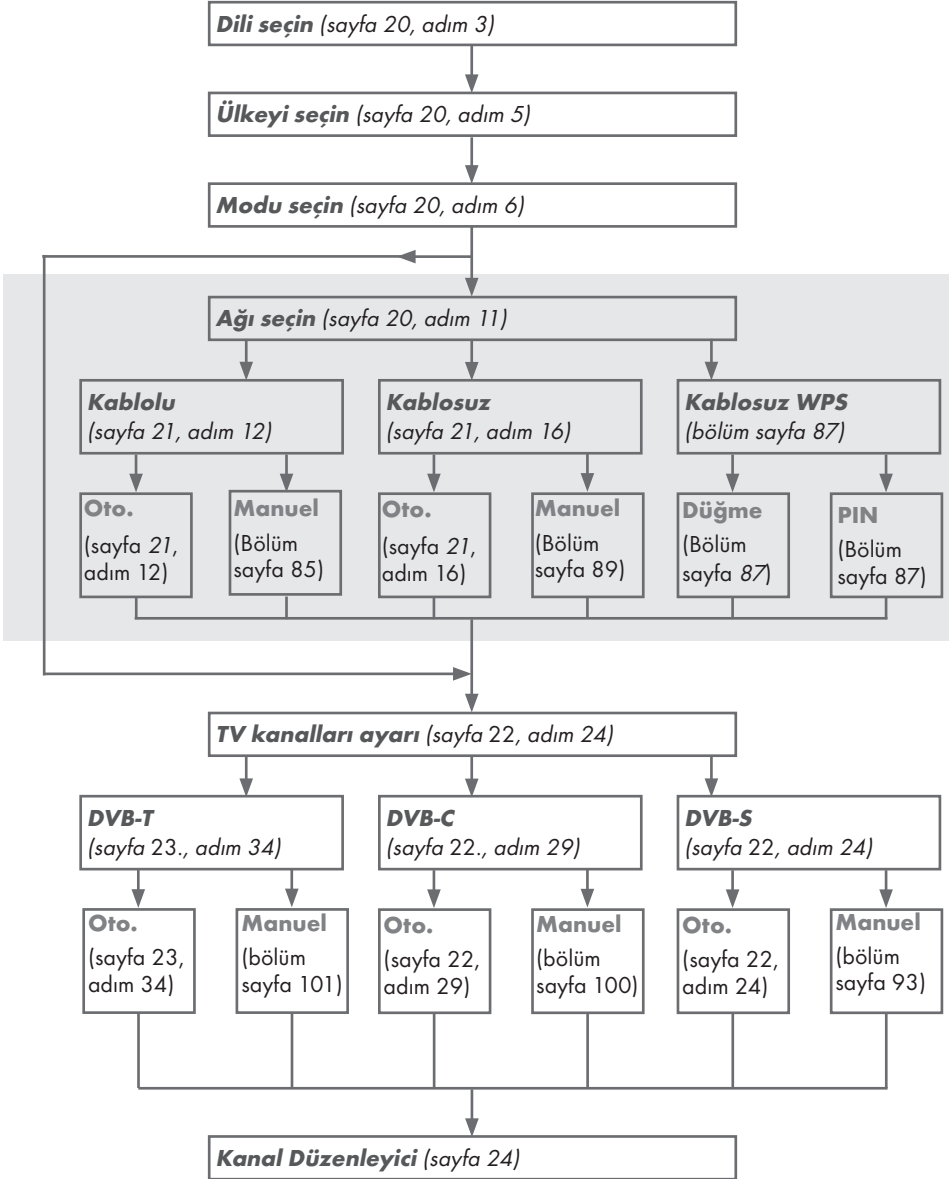 Dili seçin (sayfa 20, adım 3)
Ülkeyi seçin (sayfa 20, adım 5)
Modu seçin (sayfa 20, adım 6)
Ağı seçin (sayfa 20, adım 11)
Kablolu
(sayfa 21, adım 12)
Kablosuz
(sayfa 21, adım 16)
Kablosuz WPS
(bölüm sayfa 87)
Oto.
(sayfa 21,
adım 12)
Manuel
(Bölüm
sayfa 85)
Oto.
(sayfa 21,
adım 16)
Manuel
(Bölüm
sayfa 89)
Düğme
(Bölüm
sayfa 87)
PIN
(Bölüm
sayfa 87)
TV kanalları ayarı (sayfa 22, adım 24)
DVB-T
(sayfa 23., adım 34)
DVB-C
(sayfa 22., adım 29)
DVB-S
(sayfa 22, adım 24)
Oto.
(sayfa 23,
adım 34)
Manuel
(bölüm
sayfa 101)
Oto.
(sayfa 22,
adım 29)
Manuel
(bölüm
sayfa 100)
Oto.
(sayfa 22,
adım 24)
Manuel
(bölüm
sayfa 93)
Kanal Düzenleyici (sayfa 24)